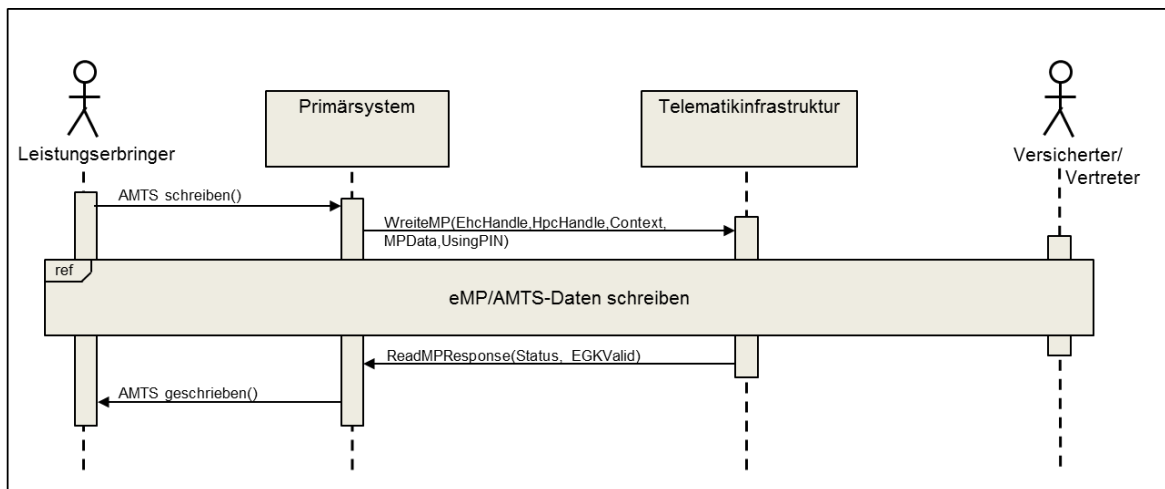 Primärsystem
Telematikinfrastruktur
Leistungserbringer
Versicherter/
Vertreter
AMTS schreiben()
WreiteMP(EhcHandle,HpcHandle,Context,
MPData,UsingPIN)
ref
eMP/AMTS-Daten schreiben
ReadMPResponse(Status, EGKValid)
AMTS geschrieben()